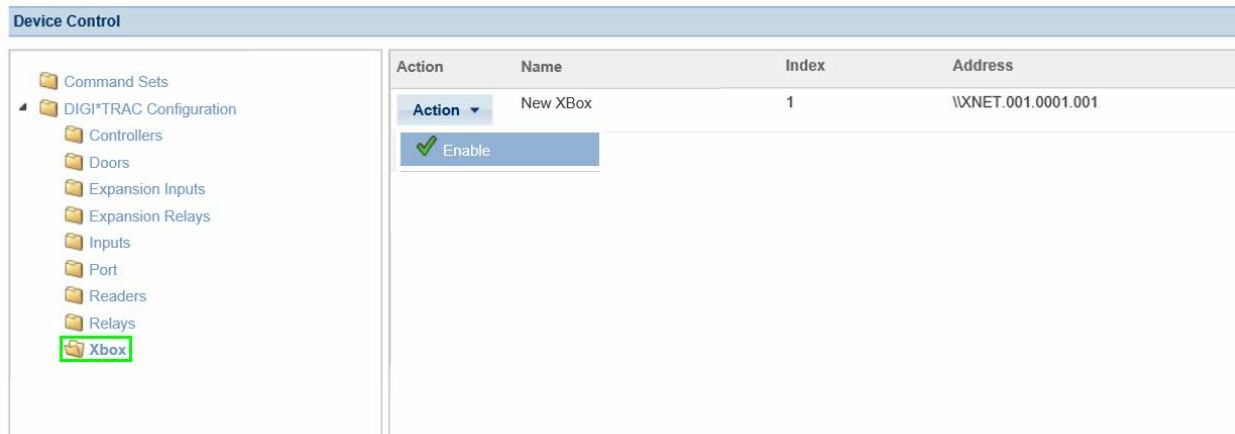 Device Control
Command Sets
DIGI*TRAC Configuration
Controllers
Doors
Expansion Inputs
Expansion Relays
Inputs
Port
Readers
Relays
Xbox
Action Name Index Address
Action New XBox 1 \\XNET.001.0001.001
Enable